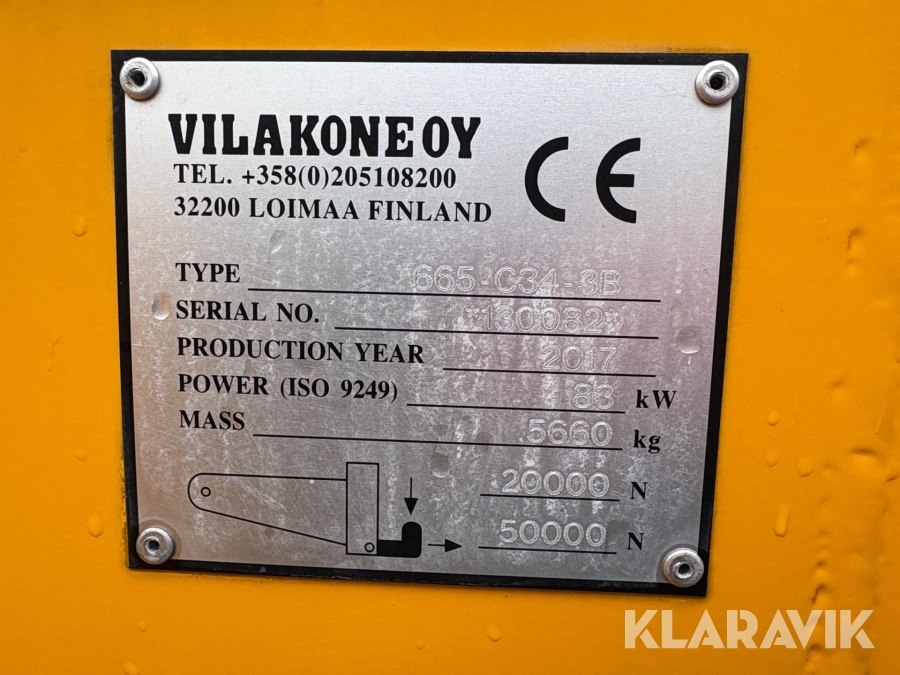 VILAKONE OY
TEL. +358(0)205108200
32200 LOIMAA FINLAND
CE
TYPE 665-C34-3B
SERIAL NO. *130082*
PRODUCTION YEAR 2017
POWER (ISO 9249) 83 kW
MASS 5660 kg
20000 N
50000 N
KLARAVIK